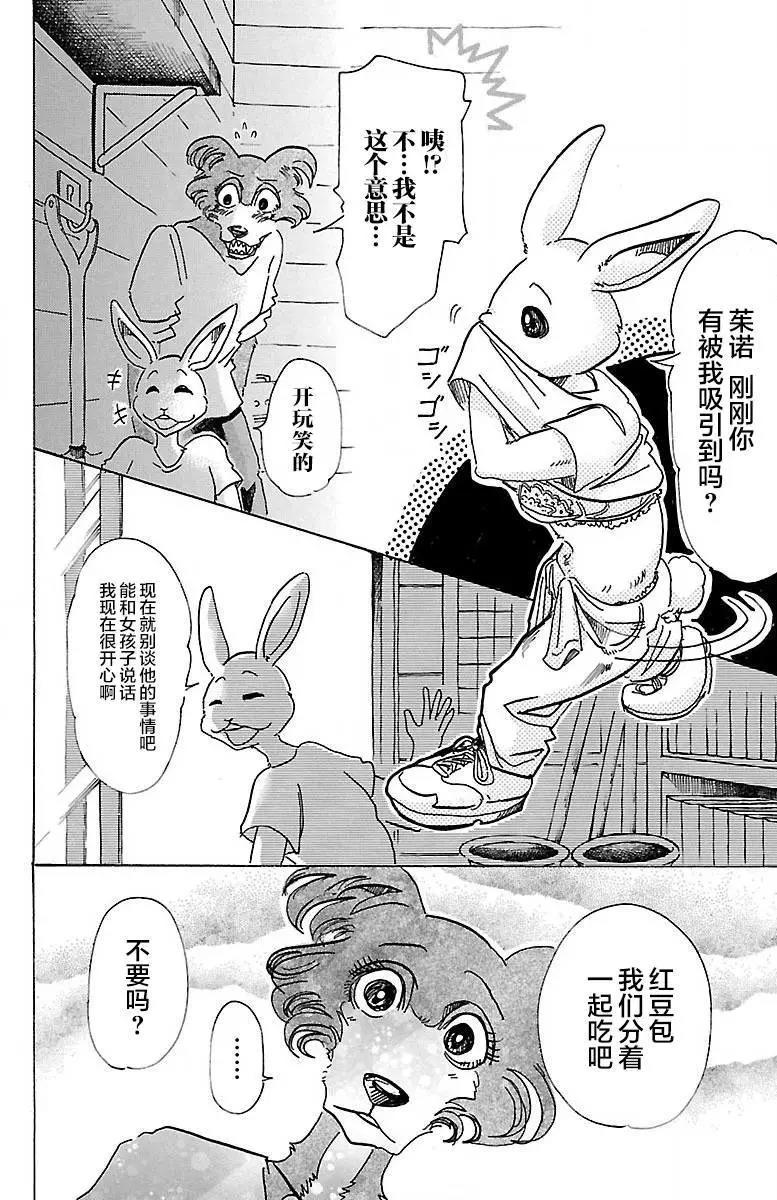 茱诺 刚刚你
有被我吸引到吗？
咦!?
不…我不是
这个意思…
ゴシゴシ
开玩笑的
现在就别谈他的事情吧
能和女孩子说话
我现在很开心啊
红豆包
我们分着
一起吃吧
……
不要吗？